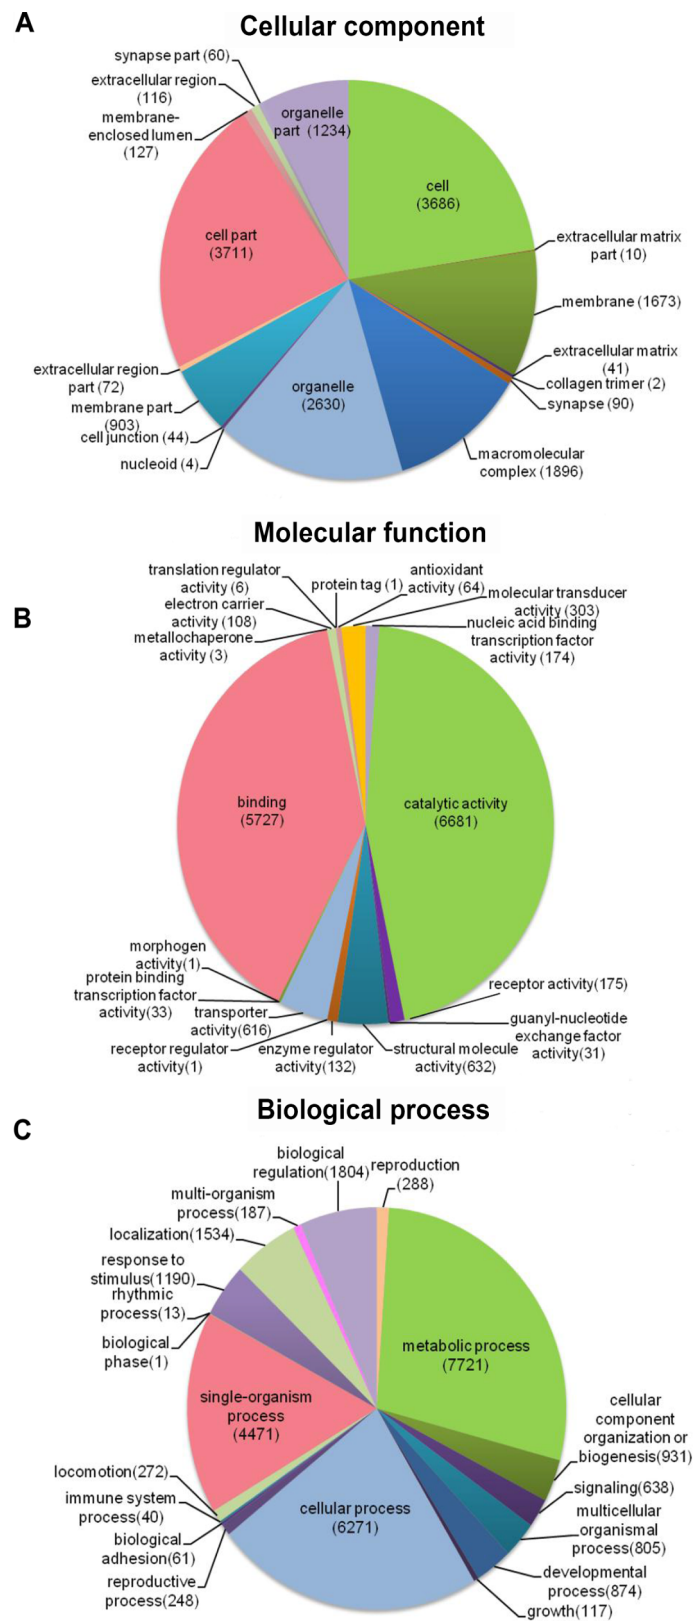 A
Cellular component
synapse part (60)
extracellular region
(116)
membrane-
enclosed lumen
(127)
organelle
part (1234)
cell
(3686)
cell part
(3711)
extracellular matrix
part (10)
membrane (1673)
extracellular matrix
(41)
collagen trimer (2)
synapse (90)
extracellular region
part (72)
membrane part
(903)
cell junction (44)
nucleoid (4)
organelle
(2630)
macromolecular
complex (1896)
Molecular function
B
translation regulator
activity (6)
electron carrier
activity (108)
metallochaperone
activity (3)
protein tag (1)
antioxidant
activity (64)
molecular transducer
activity (303)
nucleic acid binding
transcription factor
activity (174)
binding
(5727)
catalytic activity
(6681)
morphogen
activity(1)
protein binding
transcription factor
activity(33)
transporter
activity(616)
receptor regulator
activity(1)
enzyme regulator
activity(132)
structural molecule
activity(632)
receptor activity(175)
guanyl-nucleotide
exchange factor
activity(31)
Biological process
C
biological
regulation(1804)
reproduction
(288)
multi-organism
process(187)
localization(1534)
response to
stimulus(1190)
rhythmic
process(13)
biological
phase(1)
metabolic process
(7721)
single-organism
process
(4471)
cellular
component
organization or
biogenesis(931)
signaling(638)
multicellular
organismal
process(805)
developmental
process(874)
growth(117)
cellular process
(6271)
locomotion(272)
immune system
process(40)
biological
adhesion(61)
reproductive
process(248)